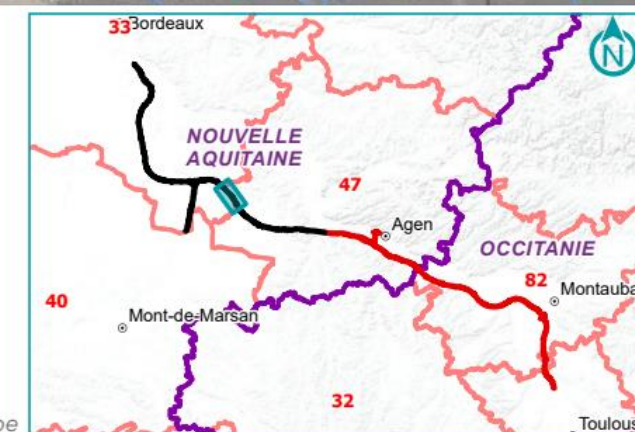 33
Bordeaux
N
NOUVELLE
AQUITAINE
47
Agen
OCCITANIE
82
Montauba
40
Mont-de-Marsan
32
Toulous